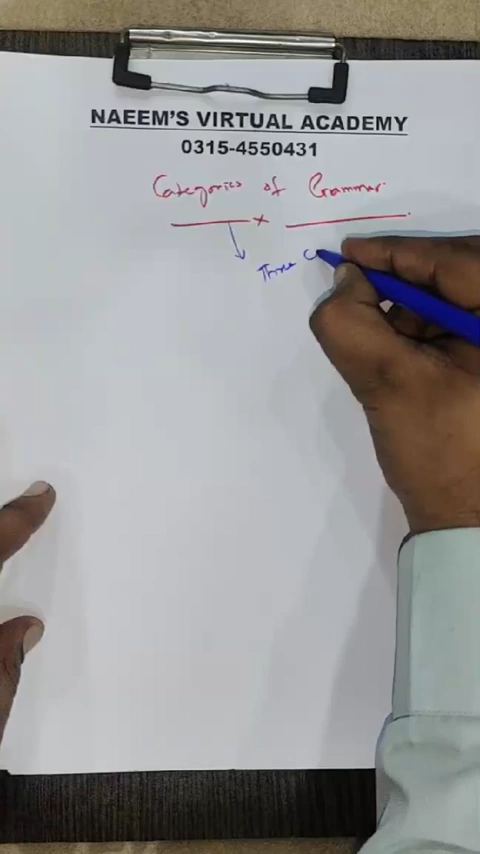 NAEEM'S VIRTUAL ACADEMY
0315-4550431
Categories of Grammar
Three C